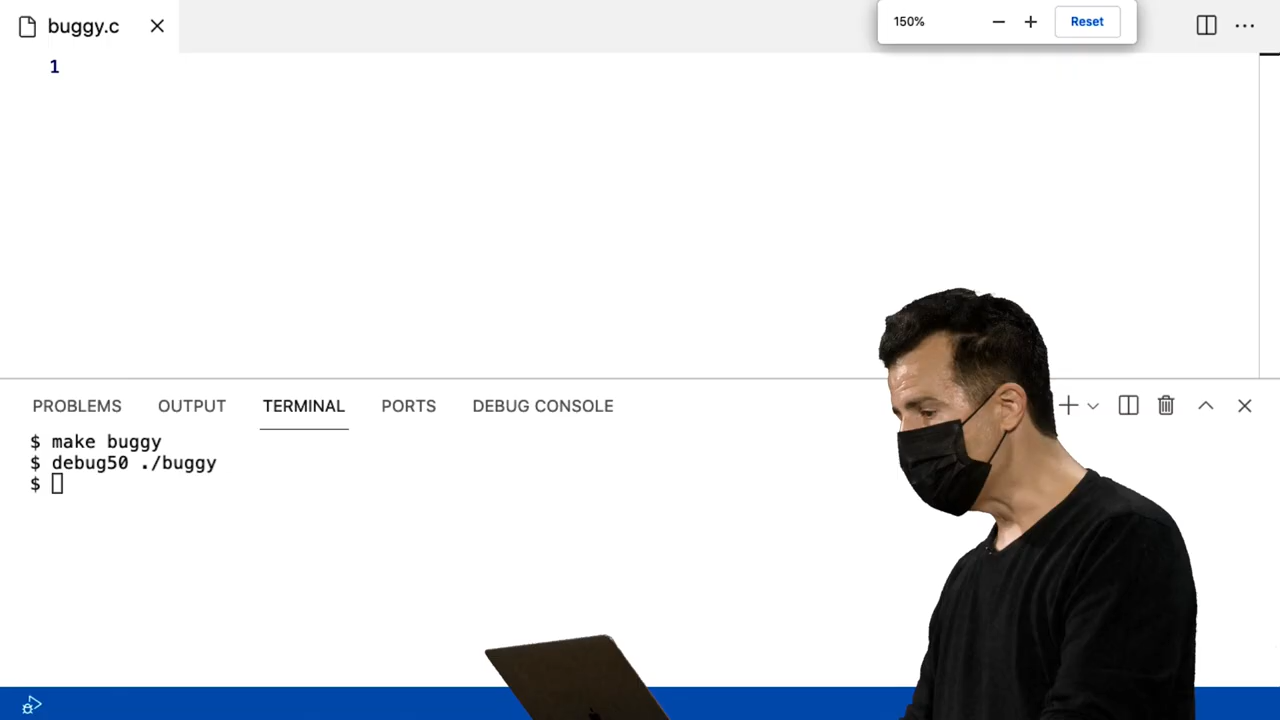 buggy.c
150% Reset
1
PROBLEMS OUTPUT TERMINAL PORTS DEBUG CONSOLE
$ make buggy
$ debug50 ./buggy
$